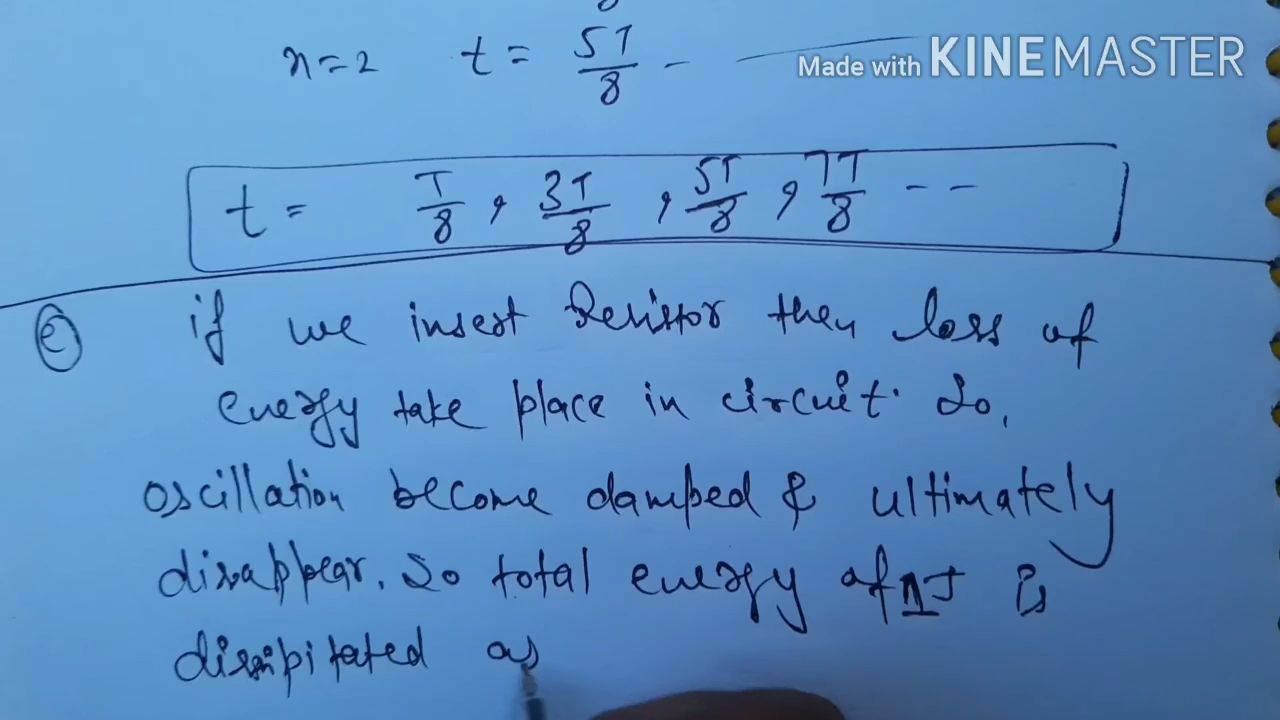 n=2 t= 5T/8 -
Made with KINEMASTER
t= T/8 , 3T/8 , 5T/8 , 7T/8 - -
(e) if we insert Resistor then loss of
energy take place in circuit. So,
oscillation become damped & ultimately
disappear. So total energy of 1J is
dissipitated as